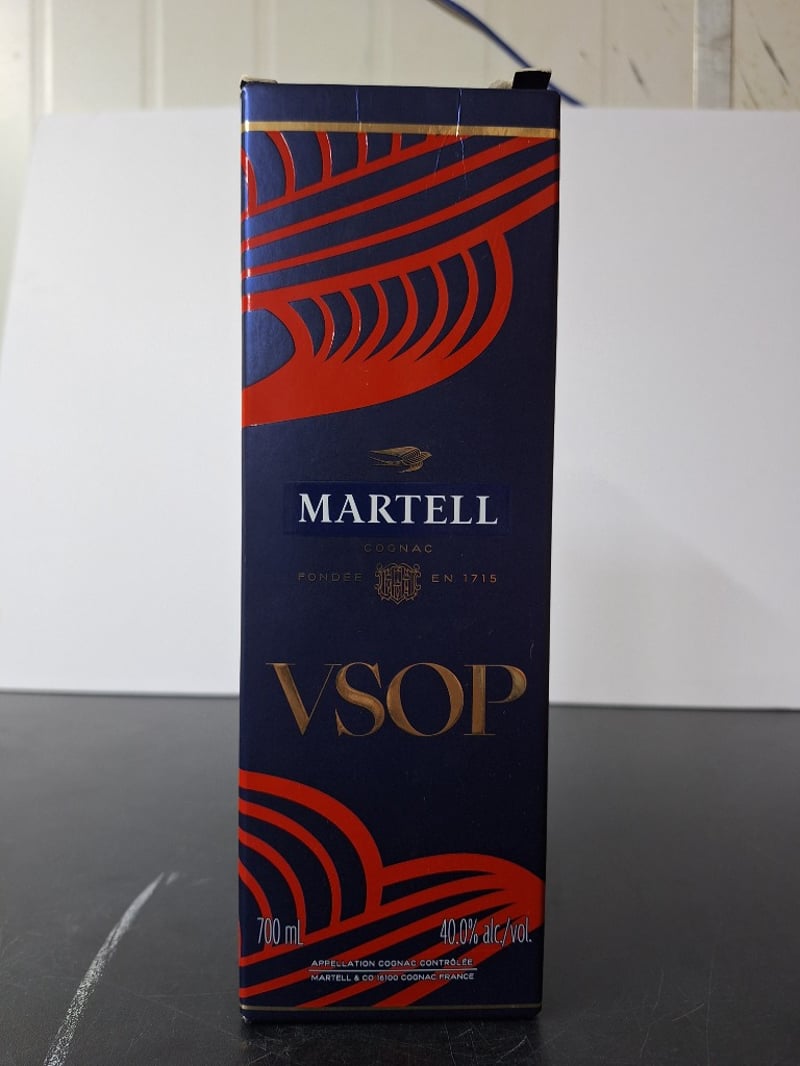 MARTELL
COGNAC
FONDÉE EN 1715
VSOP
700 mL 40.0% alc./vol.
APPELLATION COGNAC CONTRÔLÉE
MARTELL & CO 16100 COGNAC FRANCE